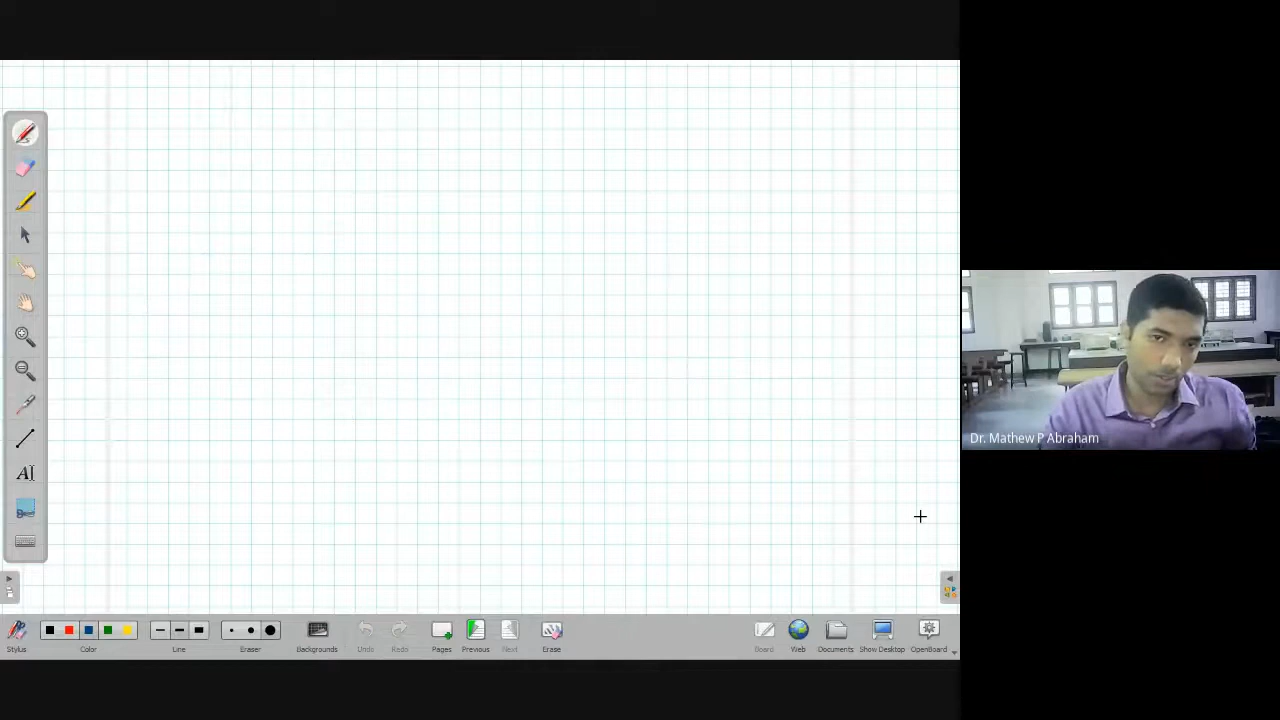 AI
Dr. Mathew P Abraham
Stylus
Color
Line
Eraser
Backgrounds
Undo
Redo
Pages
Previous
Next
Erase
Board
Web
Documents
Show Desktop
OpenBoard